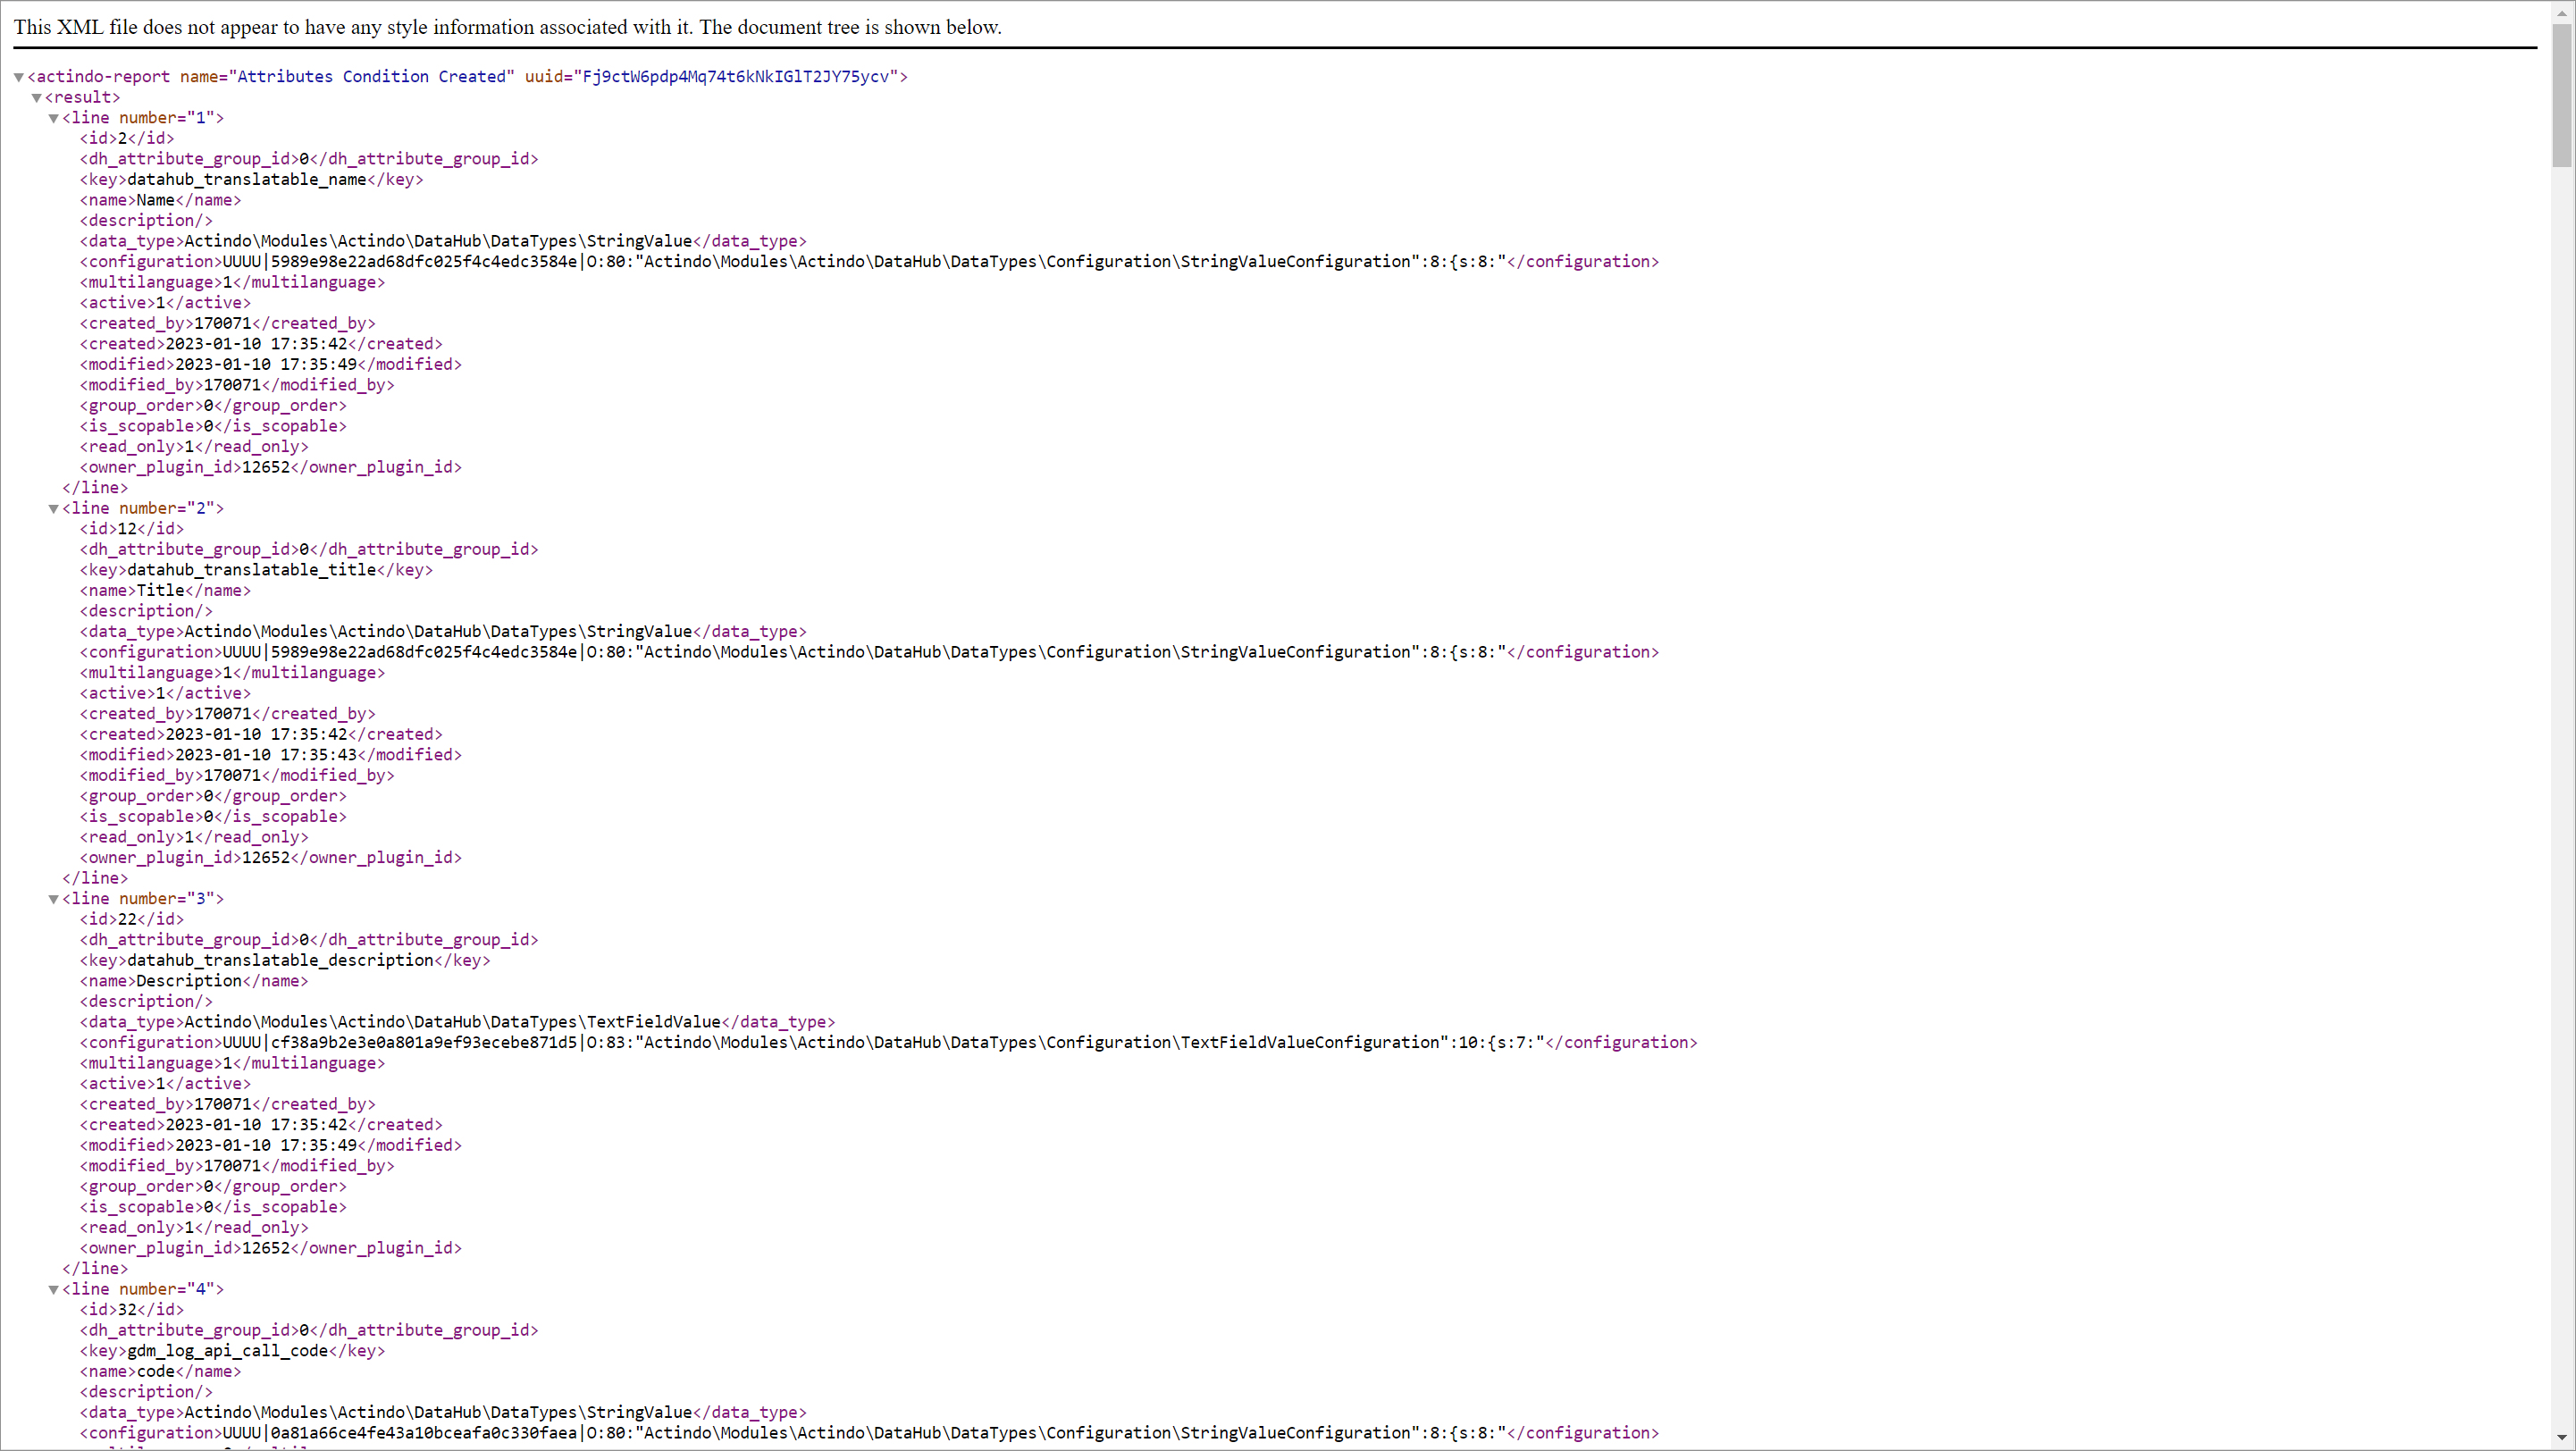 This XML file does not appear to have any style information associated with it. The document tree is shown below.
▼<actindo-report name="Attributes Condition Created" uuid="Fj9ctW6pdp4Mq74t6kNkIGlT2JY75ycv">
▼<result>
▼<line number="1">
<id>2</id>
<dh_attribute_group_id>0</dh_attribute_group_id>
<key>datahub_translatable_name</key>
<name>Name</name>
<description/>
<data_type>Actindo\Modules\Actindo\DataHub\DataTypes\StringValue</data_type>
<configuration>UUUU|5989e98e22ad68dfc025f4c4edc3584e|O:80:"Actindo\Modules\Actindo\DataHub\DataTypes\Configuration\StringValueConfiguration":8:{s:8:"</configuration>
<multilanguage>1</multilanguage>
<active>1</active>
<created_by>170071</created_by>
<created>2023-01-10 17:35:42</created>
<modified>2023-01-10 17:35:49</modified>
<modified_by>170071</modified_by>
<group_order>0</group_order>
<is_scopable>0</is_scopable>
<read_only>1</read_only>
<owner_plugin_id>12652</owner_plugin_id>
</line>
▼<line number="2">
<id>12</id>
<dh_attribute_group_id>0</dh_attribute_group_id>
<key>datahub_translatable_title</key>
<name>Title</name>
<description/>
<data_type>Actindo\Modules\Actindo\DataHub\DataTypes\StringValue</data_type>
<configuration>UUUU|5989e98e22ad68dfc025f4c4edc3584e|O:80:"Actindo\Modules\Actindo\DataHub\DataTypes\Configuration\StringValueConfiguration":8:{s:8:"</configuration>
<multilanguage>1</multilanguage>
<active>1</active>
<created_by>170071</created_by>
<created>2023-01-10 17:35:42</created>
<modified>2023-01-10 17:35:43</modified>
<modified_by>170071</modified_by>
<group_order>0</group_order>
<is_scopable>0</is_scopable>
<read_only>1</read_only>
<owner_plugin_id>12652</owner_plugin_id>
</line>
▼<line number="3">
<id>22</id>
<dh_attribute_group_id>0</dh_attribute_group_id>
<key>datahub_translatable_description</key>
<name>Description</name>
<description/>
<data_type>Actindo\Modules\Actindo\DataHub\DataTypes\TextFieldValue</data_type>
<configuration>UUUU|cf38a9b2e3e0a801a9ef93ecebe871d5|O:83:"Actindo\Modules\Actindo\DataHub\DataTypes\Configuration\TextFieldValueConfiguration":10:{s:7:"</configuration>
<multilanguage>1</multilanguage>
<active>1</active>
<created_by>170071</created_by>
<created>2023-01-10 17:35:42</created>
<modified>2023-01-10 17:35:49</modified>
<modified_by>170071</modified_by>
<group_order>0</group_order>
<is_scopable>0</is_scopable>
<read_only>1</read_only>
<owner_plugin_id>12652</owner_plugin_id>
</line>
▼<line number="4">
<id>32</id>
<dh_attribute_group_id>0</dh_attribute_group_id>
<key>gdm_log_api_call_code</key>
<name>code</name>
<description/>
<data_type>Actindo\Modules\Actindo\DataHub\DataTypes\StringValue</data_type>
<configuration>UUUU|0a81a66ce4fe43a10bceafa0c330faea|O:80:"Actindo\Modules\Actindo\DataHub\DataTypes\Configuration\StringValueConfiguration":8:{s:8:"</configuration>